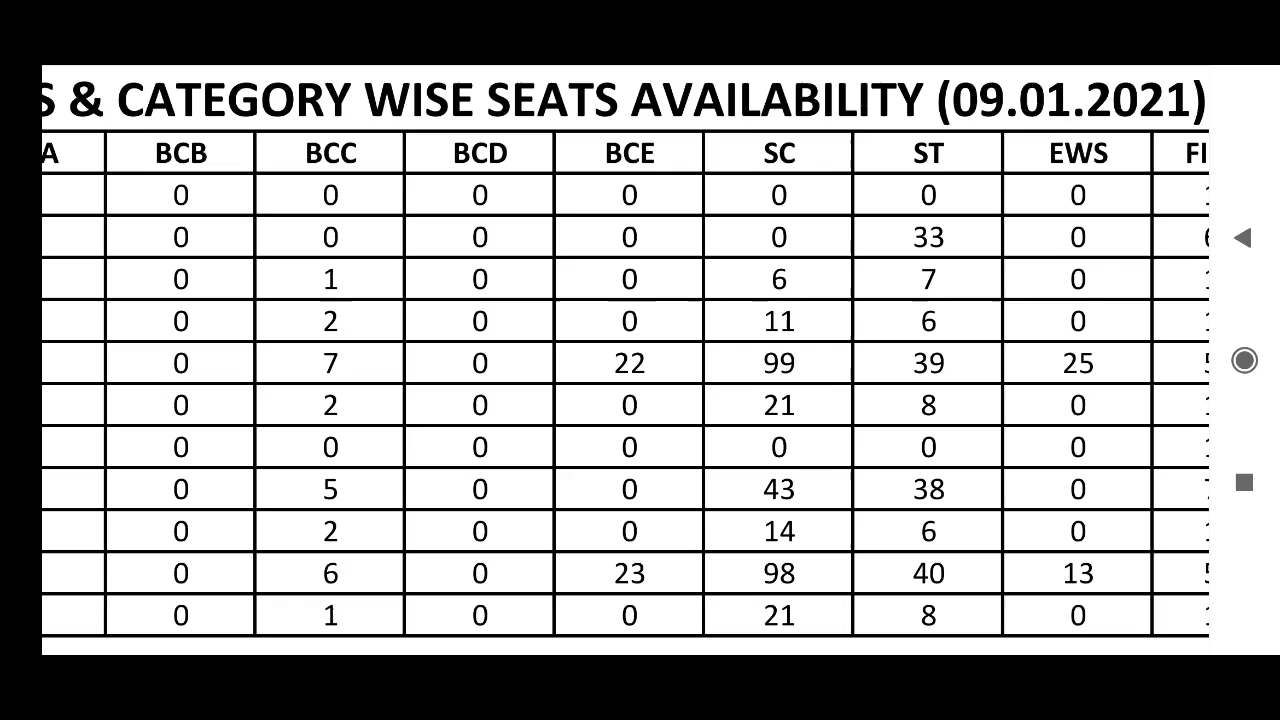 S & CATEGORY WISE SEATS AVAILABILITY (09.01.2021)
A BCB BCC BCD BCE SC ST EWS FI
0 0 0 0 0 0 0
0 0 0 0 0 33 0
0 1 0 0 6 7 0
0 2 0 0 11 6 0
0 7 0 22 99 39 25
0 2 0 0 21 8 0
0 0 0 0 0 0 0
0 5 0 0 43 38 0
0 2 0 0 14 6 0
0 6 0 23 98 40 13
0 1 0 0 21 8 0